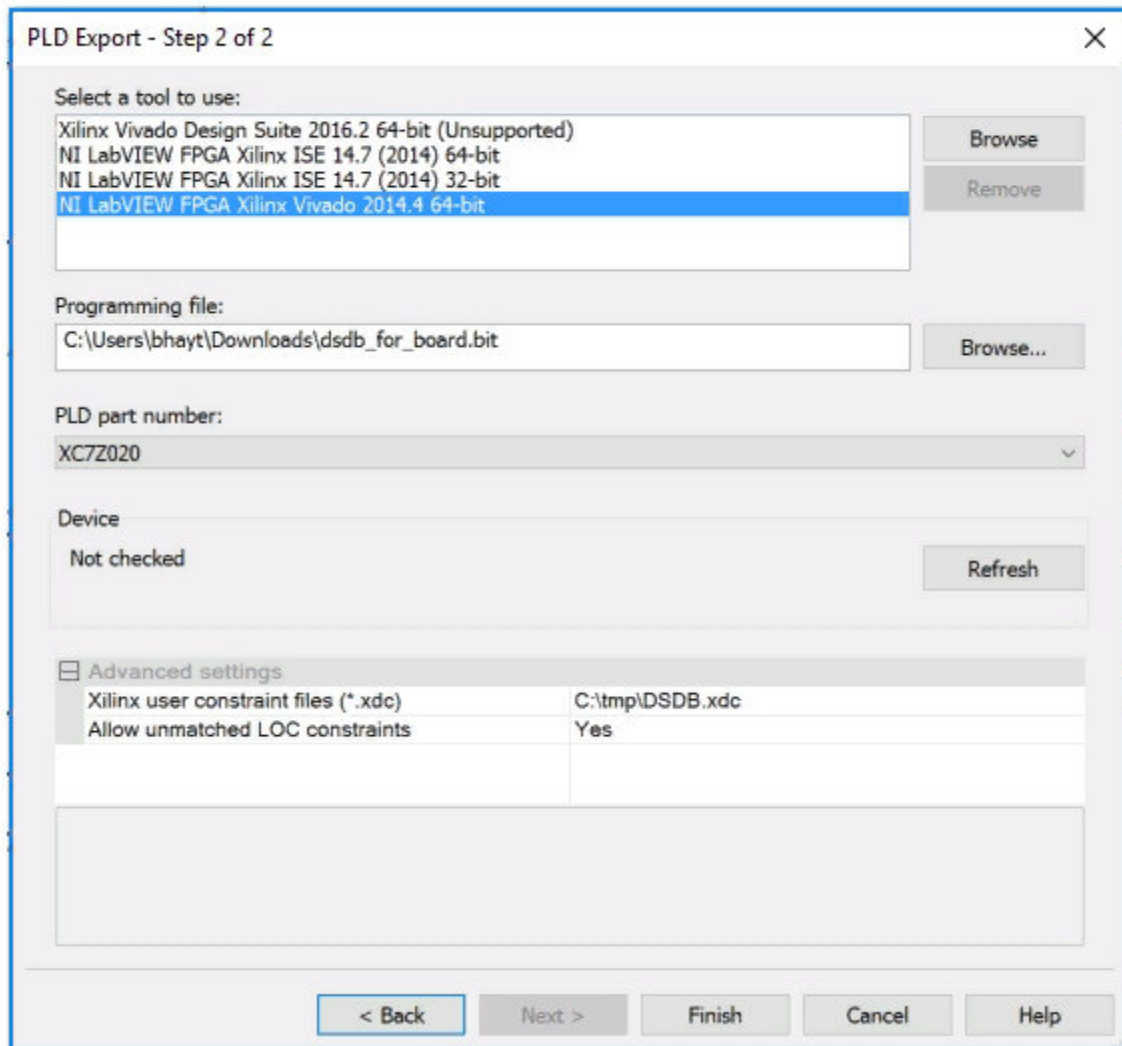 PLD Export - Step 2 of 2
Select a tool to use:
Xilinx Vivado Design Suite 2016.2 64-bit (Unsupported)
NI LabVIEW FPGA Xilinx ISE 14.7 (2014) 64-bit
NI LabVIEW FPGA Xilinx ISE 14.7 (2014) 32-bit
NI LabVIEW FPGA Xilinx Vivado 2014.4 64-bit
Browse
Remove
Programming file:
C:\Users\bhayt\Downloads\dsdb_for_board.bit
Browse...
PLD part number:
XC7Z020
Device
Not checked
Refresh
Advanced settings
Xilinx user constraint files (*.xdc) C:\tmp\DSDB.xdc
Allow unmatched LOC constraints Yes
< Back Next > Finish Cancel Help